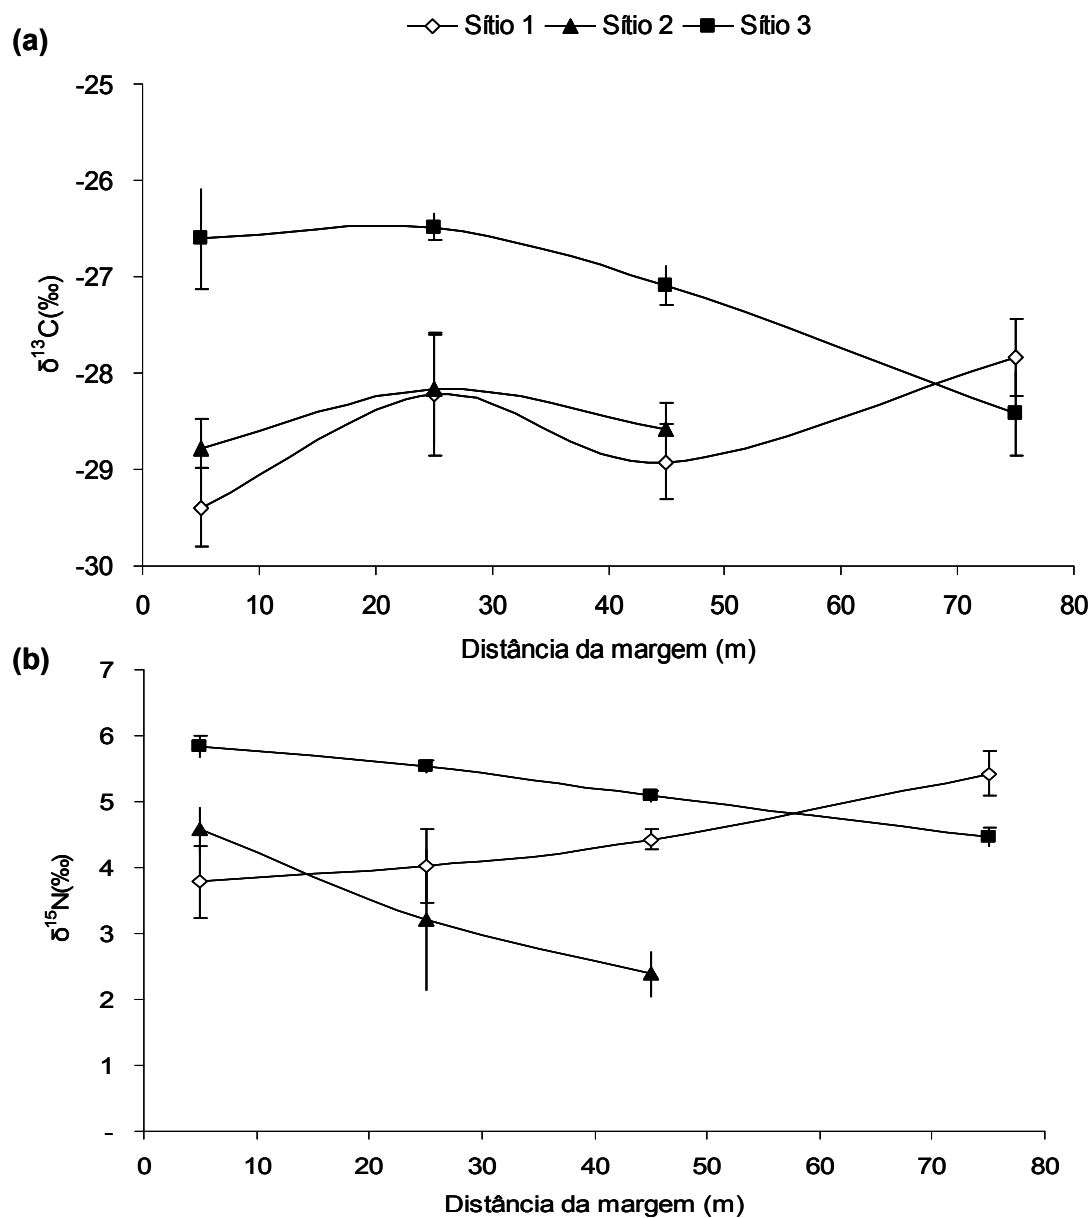 Sítio 1 Sítio 2 Sítio 3
(a)
-25
-26
-27
-28
-29
-30
δ¹³C(‰)
0 10 20 30 40 50 60 70 80
Distância da margem (m)
(b)
7
6
5
4
3
2
1
-
δ¹⁵N(‰)
0 10 20 30 40 50 60 70 80
Distância da margem (m)